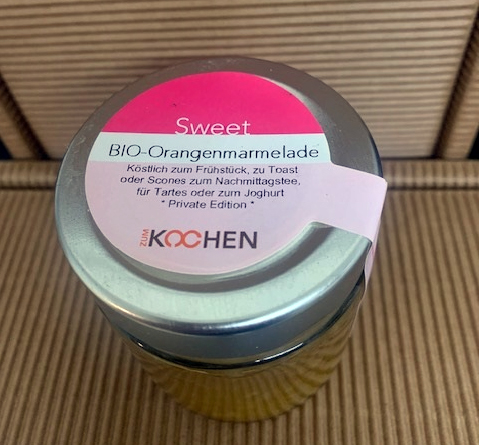 Sweet
BIO-Orangenmarmelade
Köstlich zum Frühstück, zu Toast
oder Scones zum Nachmittagstee,
für Tartes oder zum Joghurt
* Private Edition *
ZUM KOCHEN